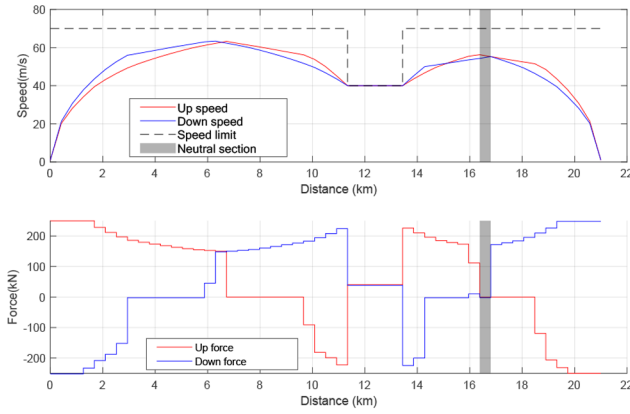 80
60
40
20
0
Speed(m/s)
Up speed
Down speed
Speed limit
Neutral section
0 2 4 6 8 10 12 14 16 18 20 22
Distance (km)
200
100
0
-100
-200
Force(kN)
Up force
Down force
0 2 4 6 8 10 12 14 16 18 20 22
Distance (km)